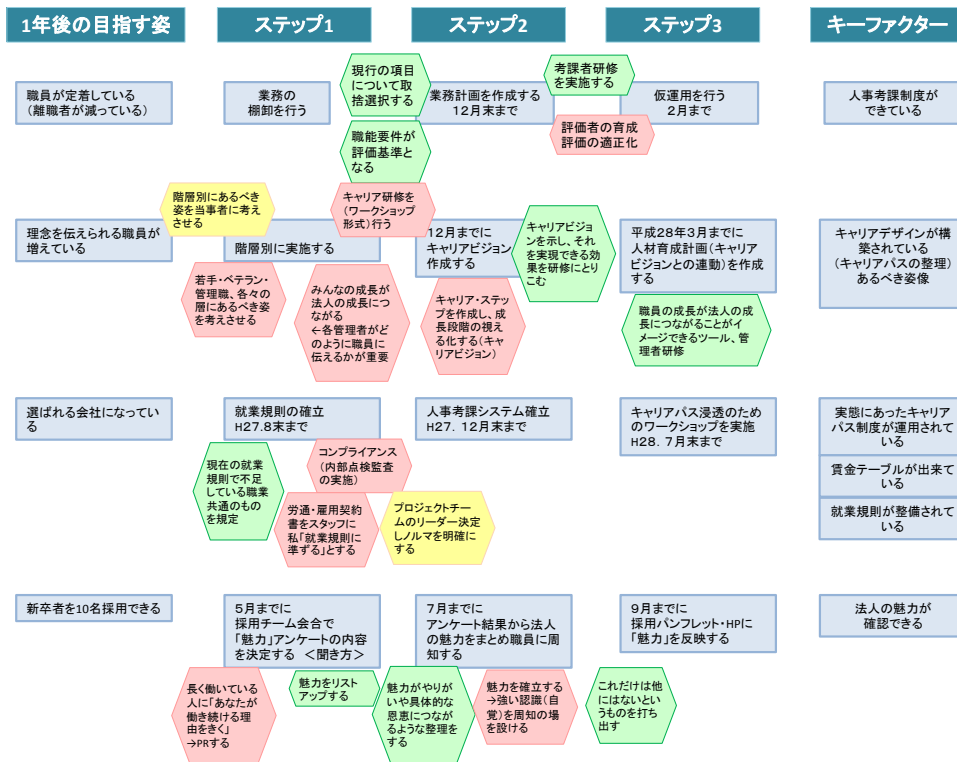 1年後の目指す姿
ステップ1
ステップ2
ステップ3
キーファクター
職員が定着している
（離職者が減っている）
業務の
棚卸を行う
現行の項目
について取
捨選択する
業務計画を作成する
12月末まで
考課者研修
を実施する
仮運用を行う
2月まで
人事考課制度が
できている
職能要件が
評価基準と
なる
評価者の育成
評価の適正化
階層別にあるべき
姿を当事者に考え
させる
キャリア研修を
（ワークショップ
形式）行う
理念を伝えられる職員が
増えている
階層別に実施する
12月までに
キャリアビジョン
作成する
キャリアビジョ
ンを示し、それ
を実現できる効
果を研修にとり
こむ
平成28年3月までに
人材育成計画（キャリア
ビジョンとの連動）を作成
する
キャリアデザインが構
築されている
（キャリアパスの整理）
あるべき姿像
若手・ベテラン・
管理職、各々の
層にあるべき姿
を考えさせる
みんなの成長が
法人の成長につ
ながる
←各管理者がど
のように職員に
伝えるかが重要
キャリア・ステッ
プを作成し、成
長段階の視え
る化する（キャ
リアビジョン）
職員の成長が法人の成
長につながることがイ
メージできるツール、管
理者研修
選ばれる会社になってい
る
就業規則の確立
H27.8末まで
人事考課システム確立
H27．12月末まで
キャリアパス浸透のため
のワークショップを実施
H28．7月末まで
実態にあったキャリア
パス制度が運用されて
いる
賃金テーブルが出来て
いる
就業規則が整備されて
いる
現在の就業
規則で不足
している職業
共通のもの
を規定
コンプライアンス
（内部点検監査
の実施）
労通・雇用契約
書をスタッフに
私「就業規則に
準ずる」とする
プロジェクトチー
ムのリーダー決定
しノルマを明確に
する
新卒者を10名採用できる
5月までに
採用チーム会合で
「魅力」アンケートの内容
を決定する　＜聞き方＞
7月までに
アンケート結果から法人
の魅力をまとめ職員に周
知する
9月までに
採用パンフレット・HPに
「魅力」を反映する
法人の魅力が
確認できる
長く働いている
人に「あなたが
働き続ける理
由をきく」
→PRする
魅力をリスト
アップする
魅力がやりが
いや具体的な
恩恵につなが
るような整理を
する
魅力を確立する
→強い認識（自
覚）を周知の場
を設ける
これだけは他
にはないという
ものを打ち
出す